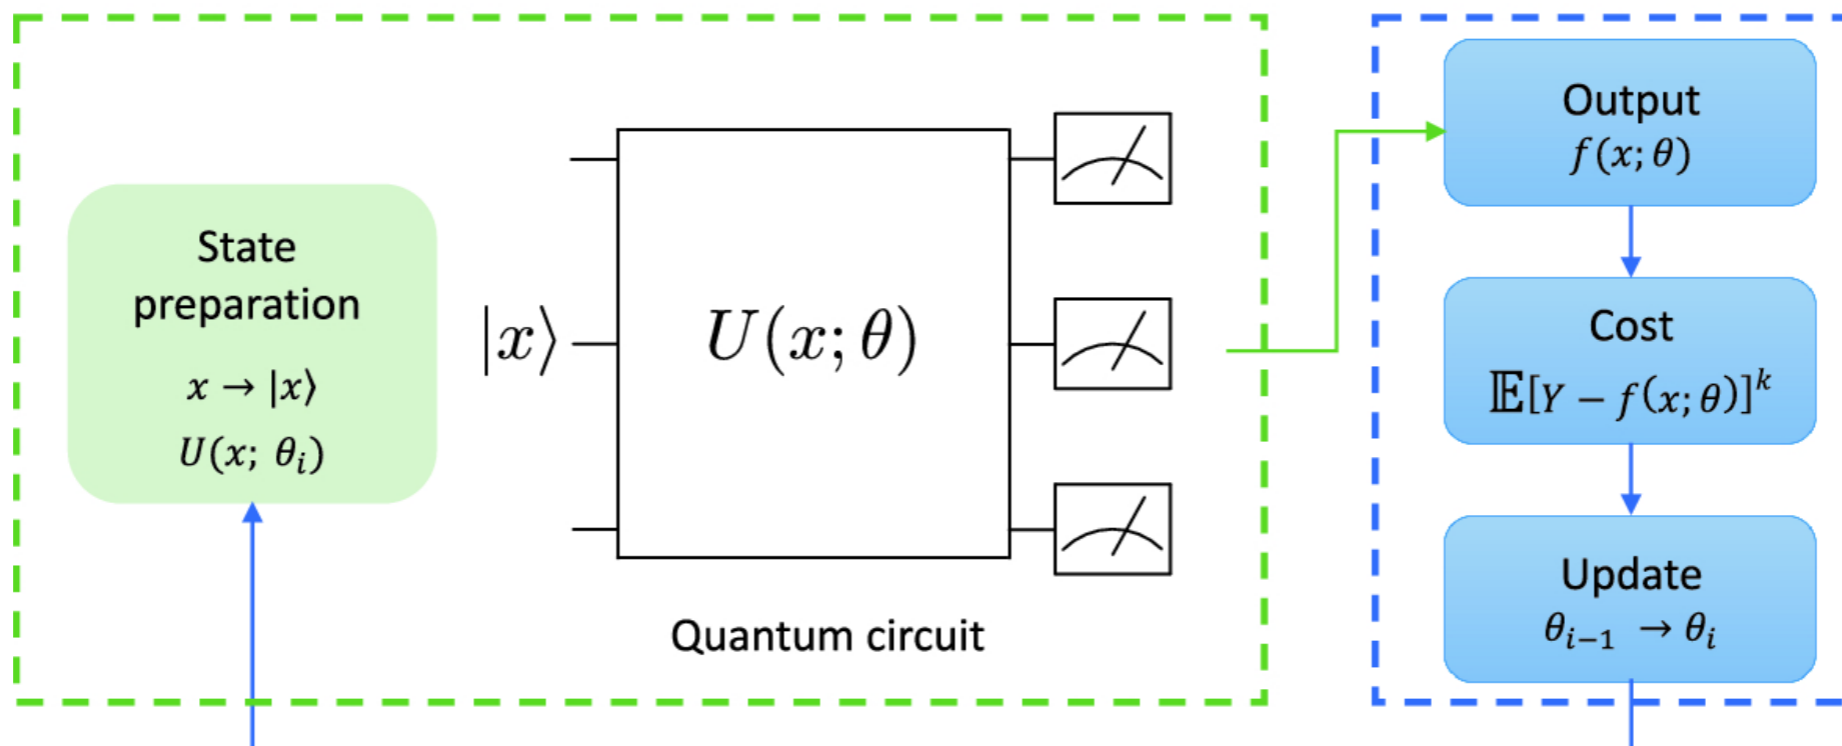 State
preparation
x → |x⟩
U(x; θᵢ)
|x⟩
U(x; θ)
Quantum circuit
Output
f(x; θ)
Cost
𝔼[Y − f(x; θ)]ᵏ
Update
θᵢ₋₁ → θᵢ